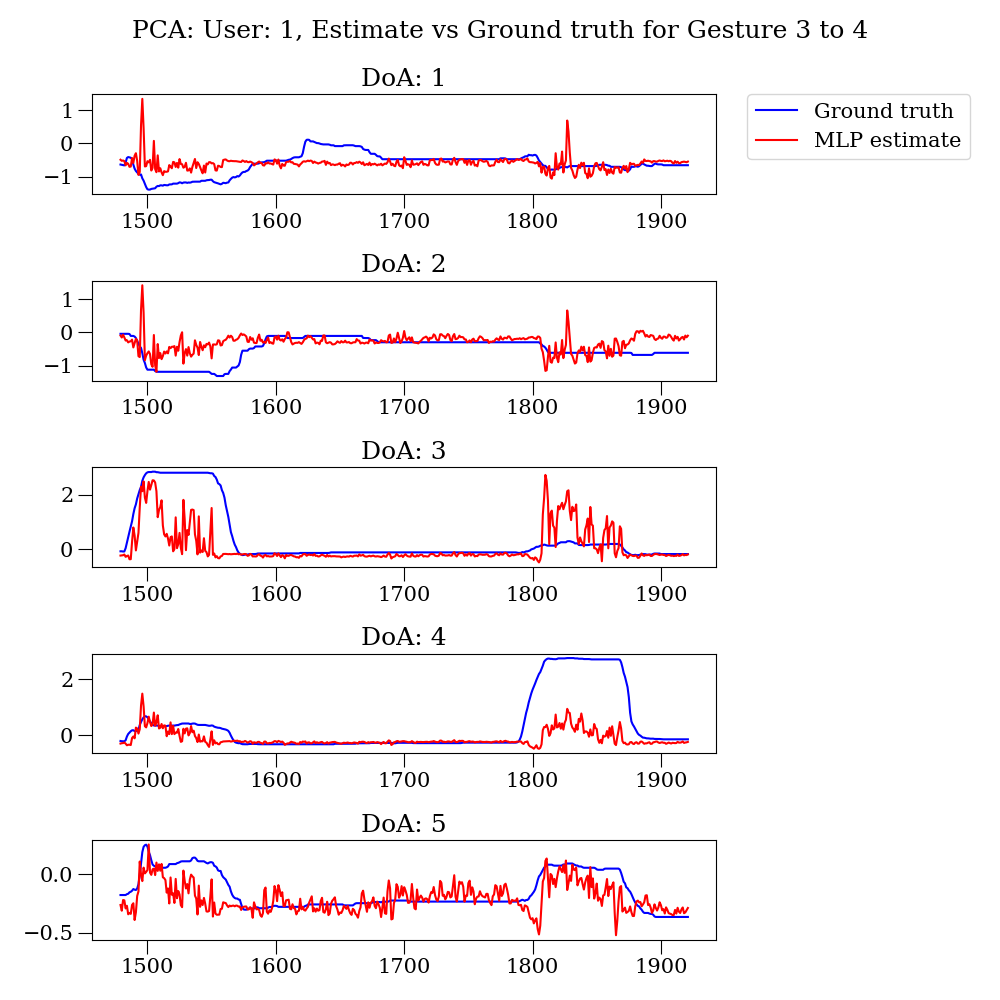 PCA: User: 1, Estimate vs Ground truth for Gesture 3 to 4
DoA: 1
Ground truth
MLP estimate
1
0
−1
1500 1600 1700 1800 1900
DoA: 2
1
0
−1
1500 1600 1700 1800 1900
DoA: 3
2
0
1500 1600 1700 1800 1900
DoA: 4
2
0
1500 1600 1700 1800 1900
DoA: 5
0.0
−0.5
1500 1600 1700 1800 1900